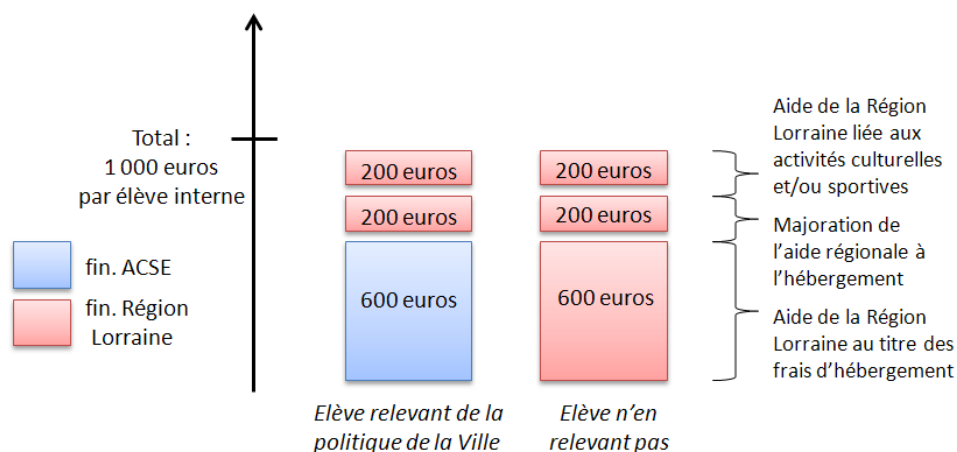 Total :
1 000 euros
par élève interne
fin. ACSE
fin. Région
Lorraine
200 euros
200 euros
600 euros
200 euros
200 euros
600 euros
Elève relevant de la
politique de la Ville
Elève n’en
relevant pas
Aide de la Région
Lorraine liée aux
activités culturelles
et/ou sportives
Majoration de
l’aide régionale à
l’hébergement
Aide de la Région
Lorraine au titre des
frais d’hébergement